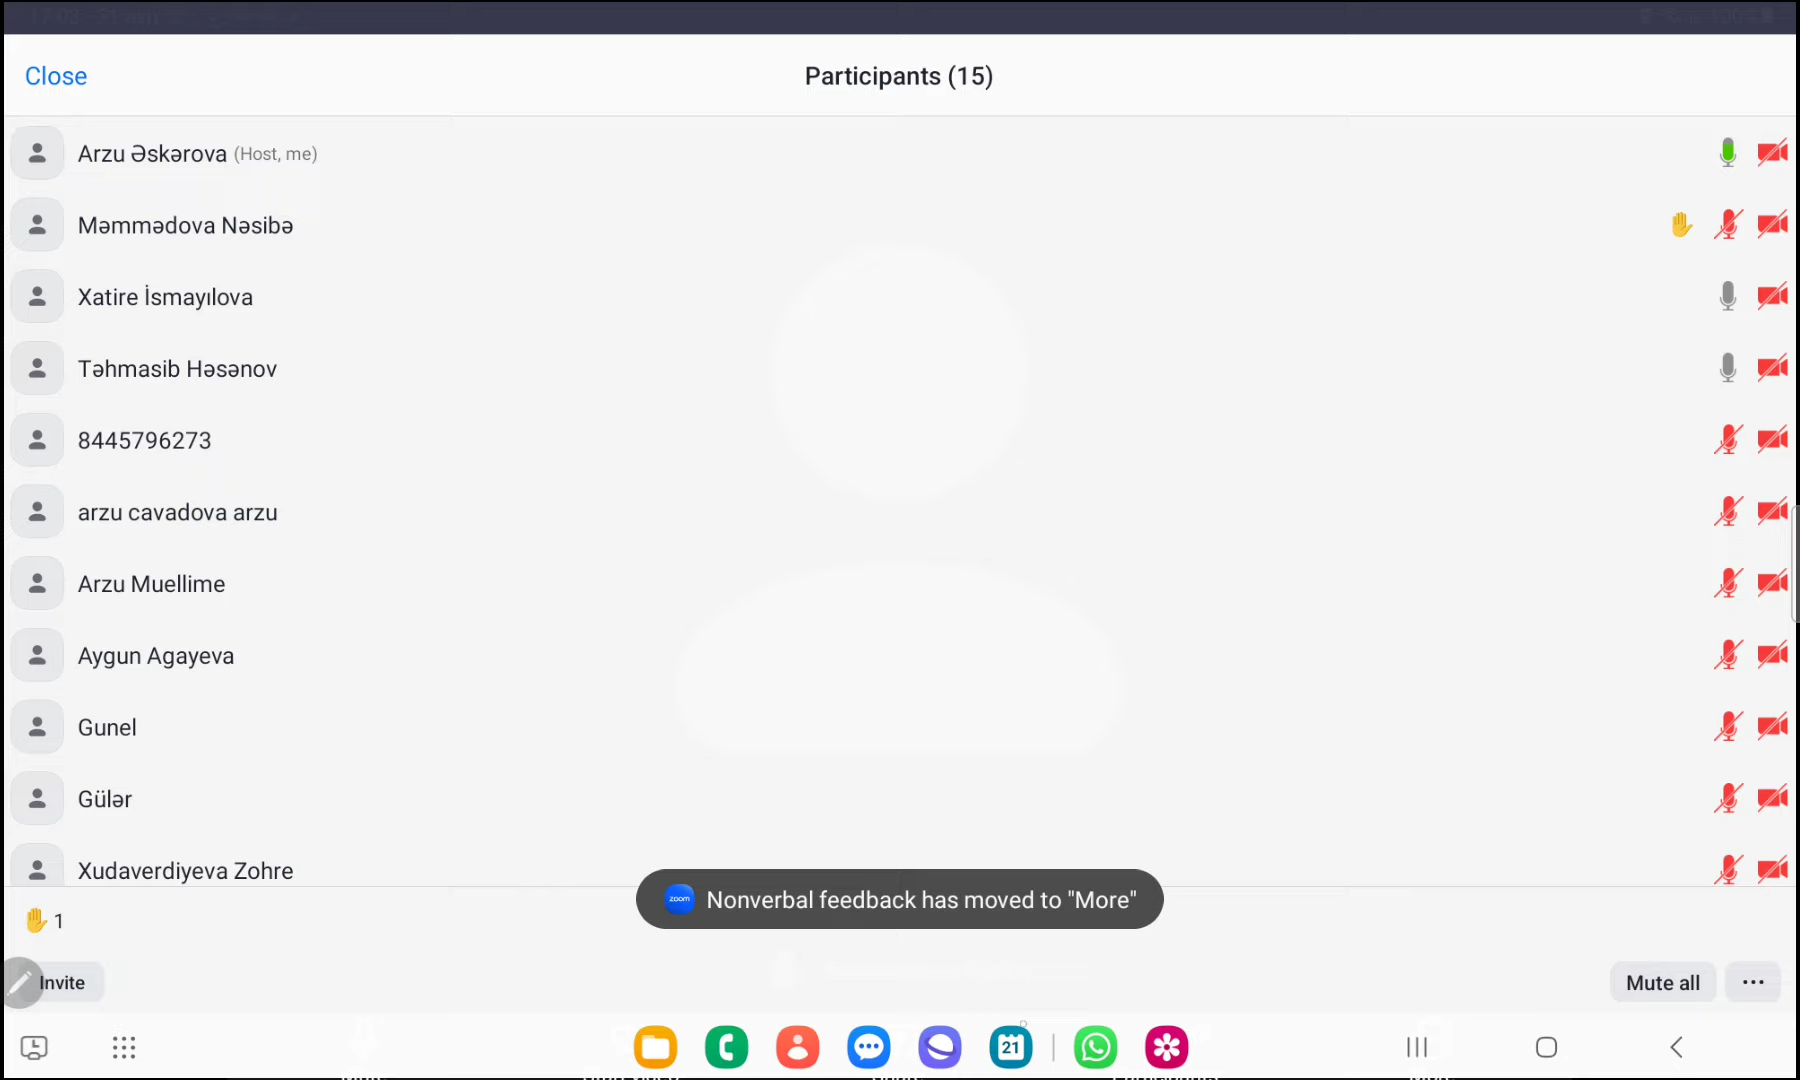 Close
Participants (15)
Arzu Əskərova (Host, me)
Məmmədova Nəsibə
Xatire İsmayılova
Təhmasib Həsənov
8445796273
arzu cavadova arzu
Arzu Muellime
Aygun Agayeva
Gunel
Gülər
Xudaverdiyeva Zohre
zoom Nonverbal feedback has moved to "More"
1
Invite
Mute all
21